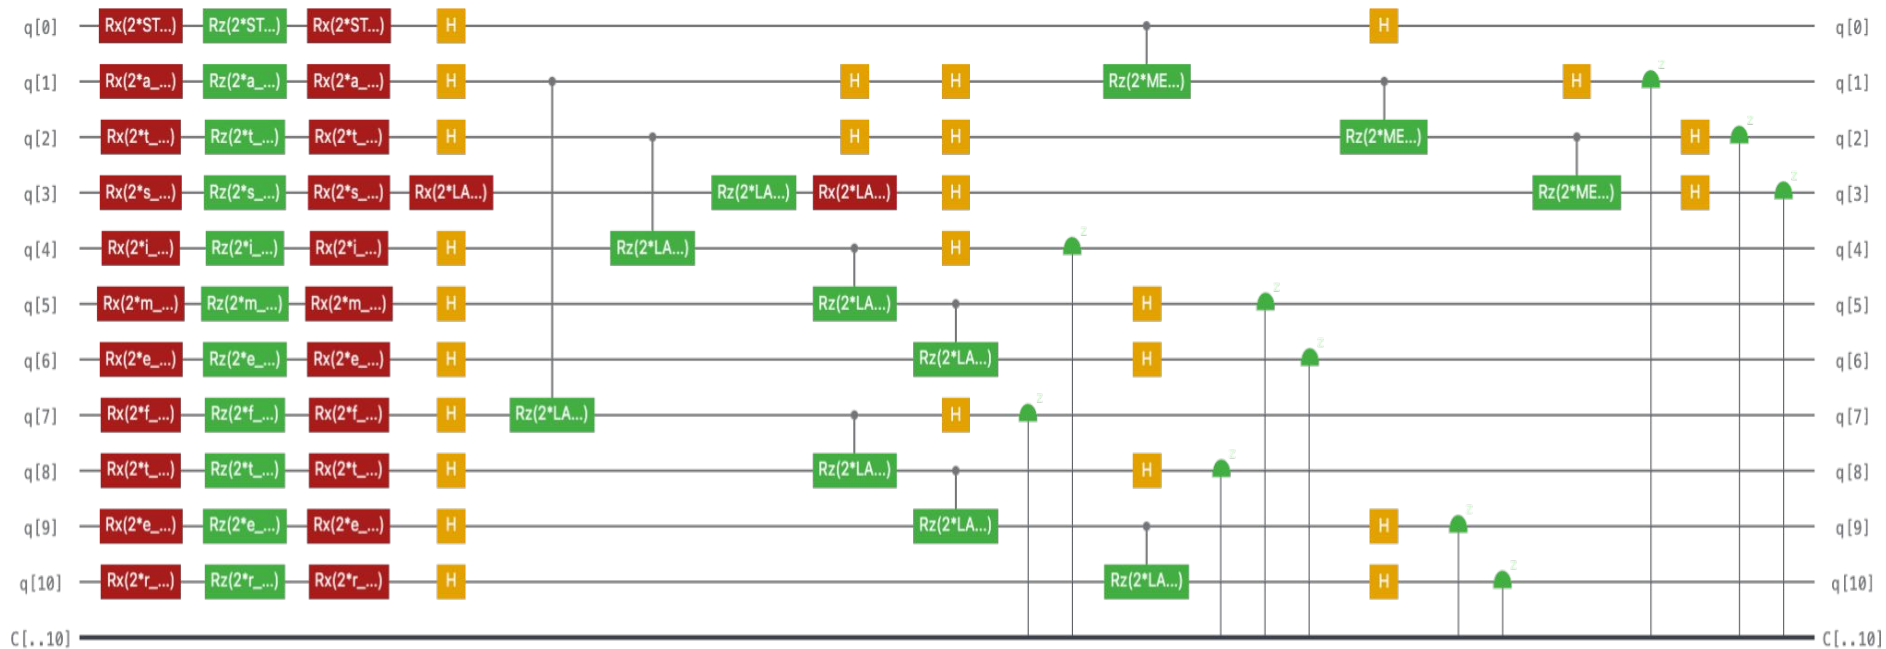 q[0] Rx(2*ST...) Rz(2*ST...) Rx(2*ST...) H H q[0]
z
q[1] Rx(2*a_...) Rz(2*a_...) Rx(2*a_...) H H H Rz(2*ME...) H q[1]
z
q[2] Rx(2*t_...) Rz(2*t_...) Rx(2*t_...) H H H Rz(2*ME...) H q[2]
z
q[3] Rx(2*s_...) Rz(2*s_...) Rx(2*s_...) Rx(2*LA...) Rz(2*LA...) Rx(2*LA...) H Rz(2*ME...) H q[3]
z
q[4] Rx(2*i_...) Rz(2*i_...) Rx(2*i_...) H Rz(2*LA...) H q[4]
z
q[5] Rx(2*m_...) Rz(2*m_...) Rx(2*m_...) H Rz(2*LA...) H q[5]
z
q[6] Rx(2*e_...) Rz(2*e_...) Rx(2*e_...) H Rz(2*LA...) H q[6]
z
q[7] Rx(2*f_...) Rz(2*f_...) Rx(2*f_...) H Rz(2*LA...) H q[7]
z
q[8] Rx(2*t_...) Rz(2*t_...) Rx(2*t_...) H Rz(2*LA...) H q[8]
z
q[9] Rx(2*e_...) Rz(2*e_...) Rx(2*e_...) H Rz(2*LA...) H q[9]
z
q[10] Rx(2*r_...) Rz(2*r_...) Rx(2*r_...) H Rz(2*LA...) H q[10]
C[..10] C[..10]